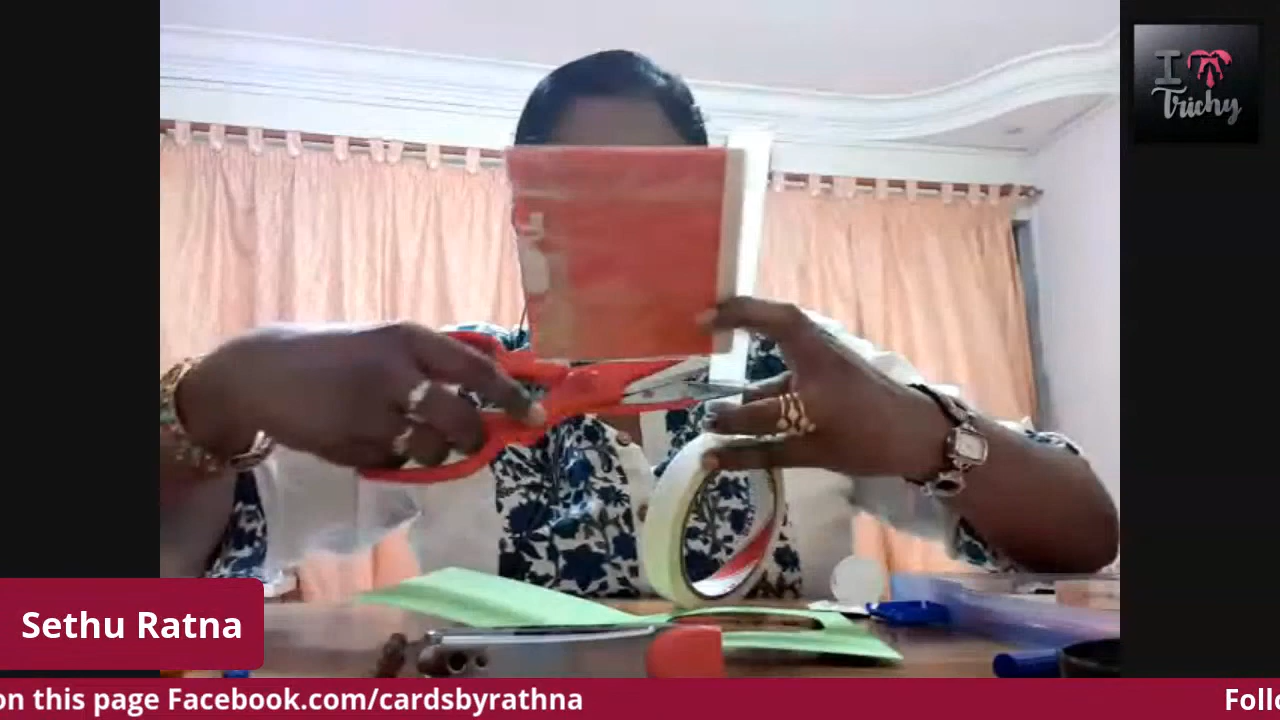 I
Trichy
Sethu Ratna
on this page Facebook.com/cardsbyrathna
Follo